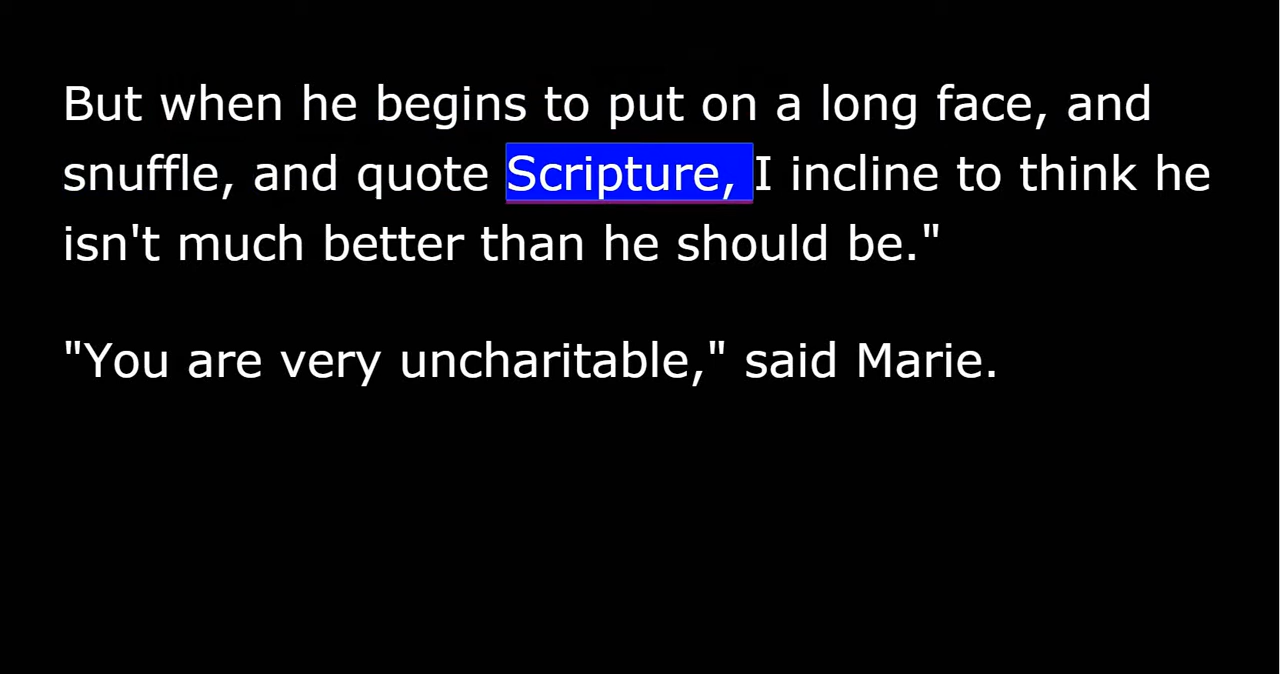 But when he begins to put on a long face, and
snuffle, and quote Scripture, I incline to think he
isn't much better than he should be."
"You are very uncharitable," said Marie.